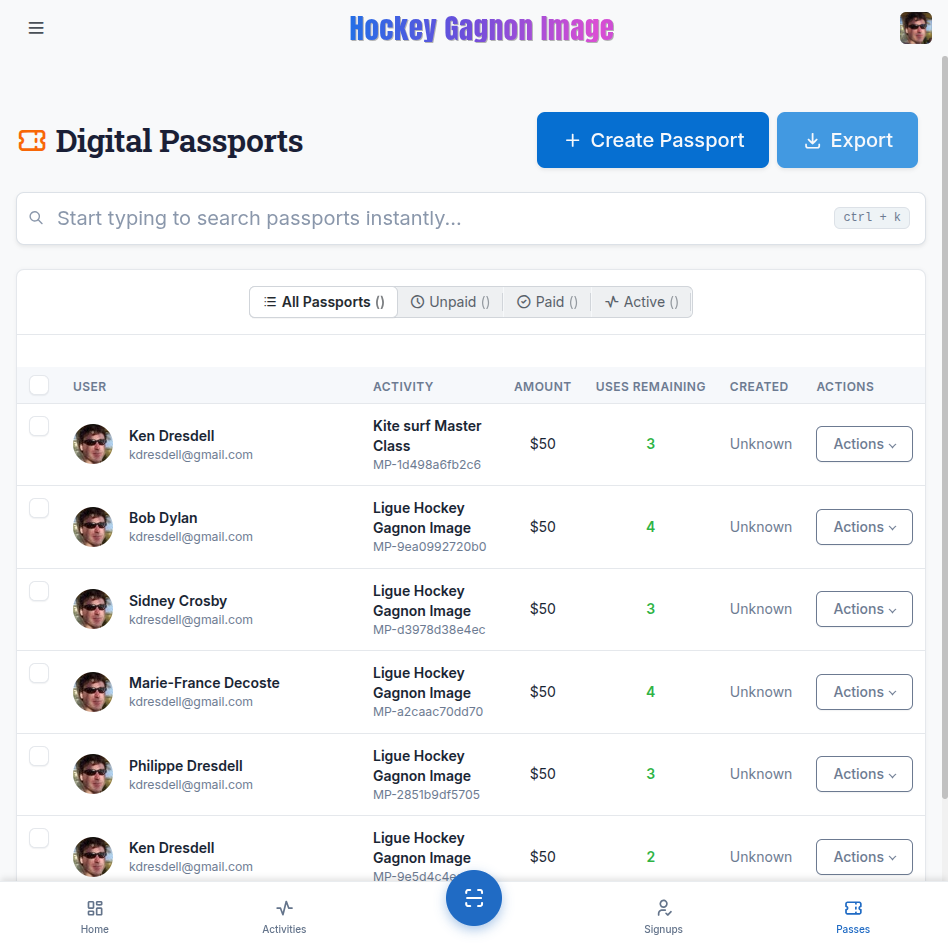 Hockey Gagnon Image
Digital Passports
Create Passport
Export
Start typing to search passports instantly...
ctrl + k
All Passports ()
Unpaid ()
Paid ()
Active ()
USER ACTIVITY AMOUNT USES REMAINING CREATED ACTIONS
Ken Dresdell
kdresdell@gmail.com
Kite surf Master
Class
MP-1d498a6fb2c6
$50
3
Unknown
Actions
Bob Dylan
kdresdell@gmail.com
Ligue Hockey
Gagnon Image
MP-9ea0992720b0
$50
4
Unknown
Actions
Sidney Crosby
kdresdell@gmail.com
Ligue Hockey
Gagnon Image
MP-d3978d38e4ec
$50
3
Unknown
Actions
Marie-France Decoste
kdresdell@gmail.com
Ligue Hockey
Gagnon Image
MP-a2caac70dd70
$50
4
Unknown
Actions
Philippe Dresdell
kdresdell@gmail.com
Ligue Hockey
Gagnon Image
MP-2851b9df5705
$50
3
Unknown
Actions
Ken Dresdell
kdresdell@gmail.com
Ligue Hockey
Gagnon Image
$50
2
Unknown
Actions
Home
Activities
Signups
Passes